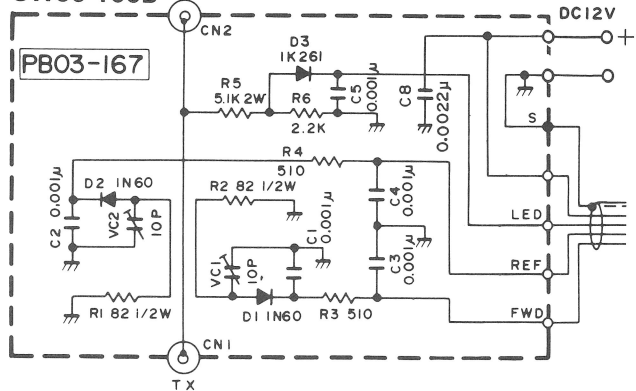 CN2
DC12V
+
PB03-167
D3
1K261
R5
5.1K 2W
R6
2.2K
C5
0.001μ
C8
0.0022μ
S
R4
510
D2 1N60
R2 82 1/2W
C2 0.001μ
VC2
10P
C4
0.001μ
LED
C1
0.001μ
VC1
10P
C3
0.001μ
REF
R1 82 1/2W
D1 1N60
R3 510
FWD
CN1
TX